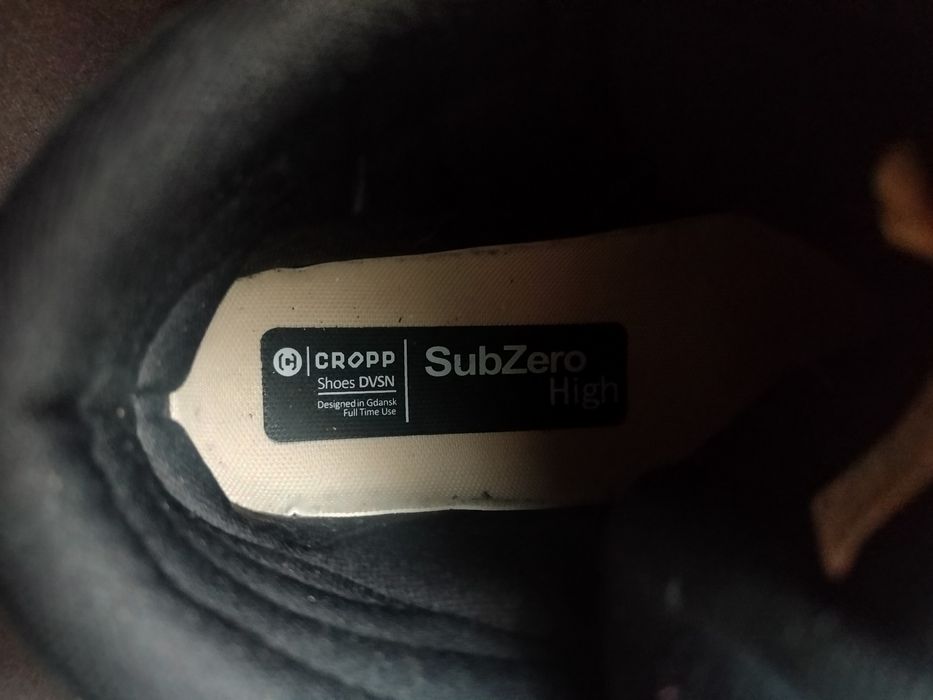 CROPP
Shoes DVSN
Designed in Gdansk
Full Time Use
SubZero
High